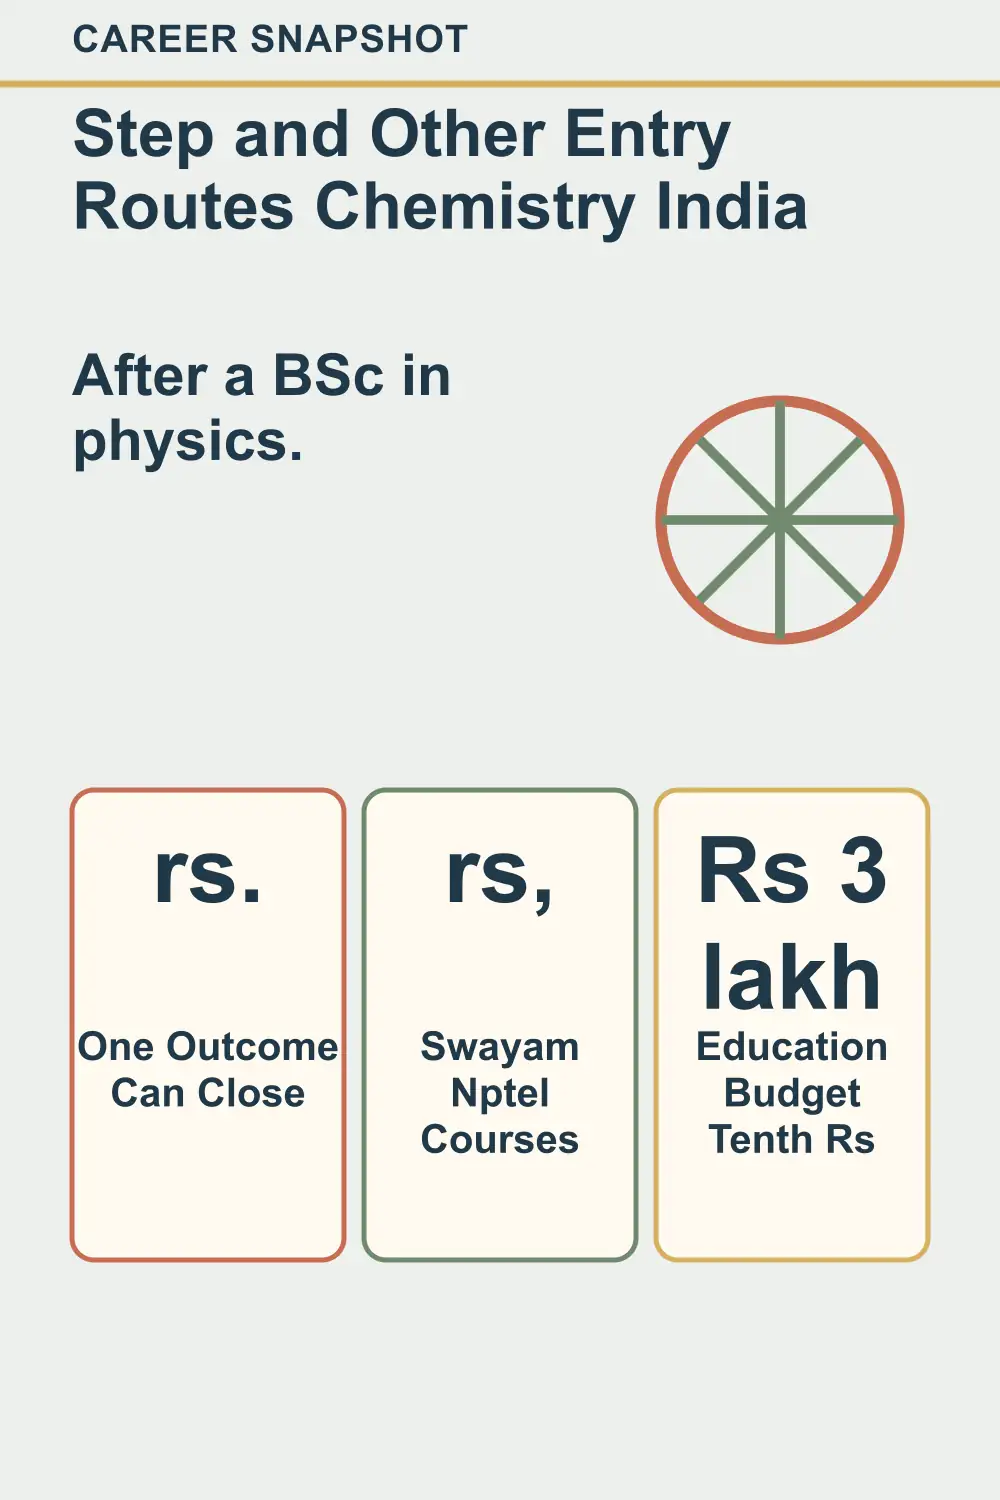 CAREER SNAPSHOT
Step and Other Entry
Routes Chemistry India
After a BSc in
physics.
rs.
One Outcome
Can Close
rs,
Swayam
Nptel
Courses
Rs 3
lakh
Education
Budget
Tenth Rs